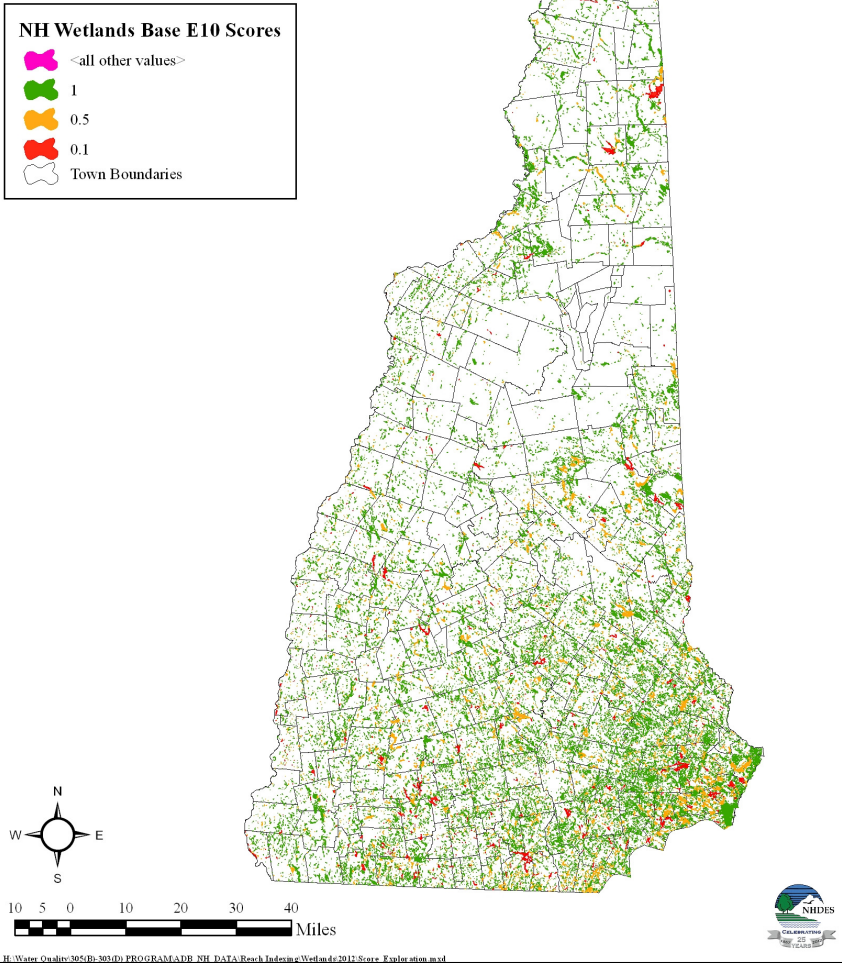 NH Wetlands Base E10 Scores
<all other values>
1
0.5
0.1
Town Boundaries
N
W E
S
10 5 0 10 20 30 40
Miles
NHDES
CELEBRATING
25
YEARS
H:\Water Quality\305(B)-303(D) PROGRAM\ADB_NH_DATA\Reach Indexing\Wetlands\2012\Score_Exploration.mxd